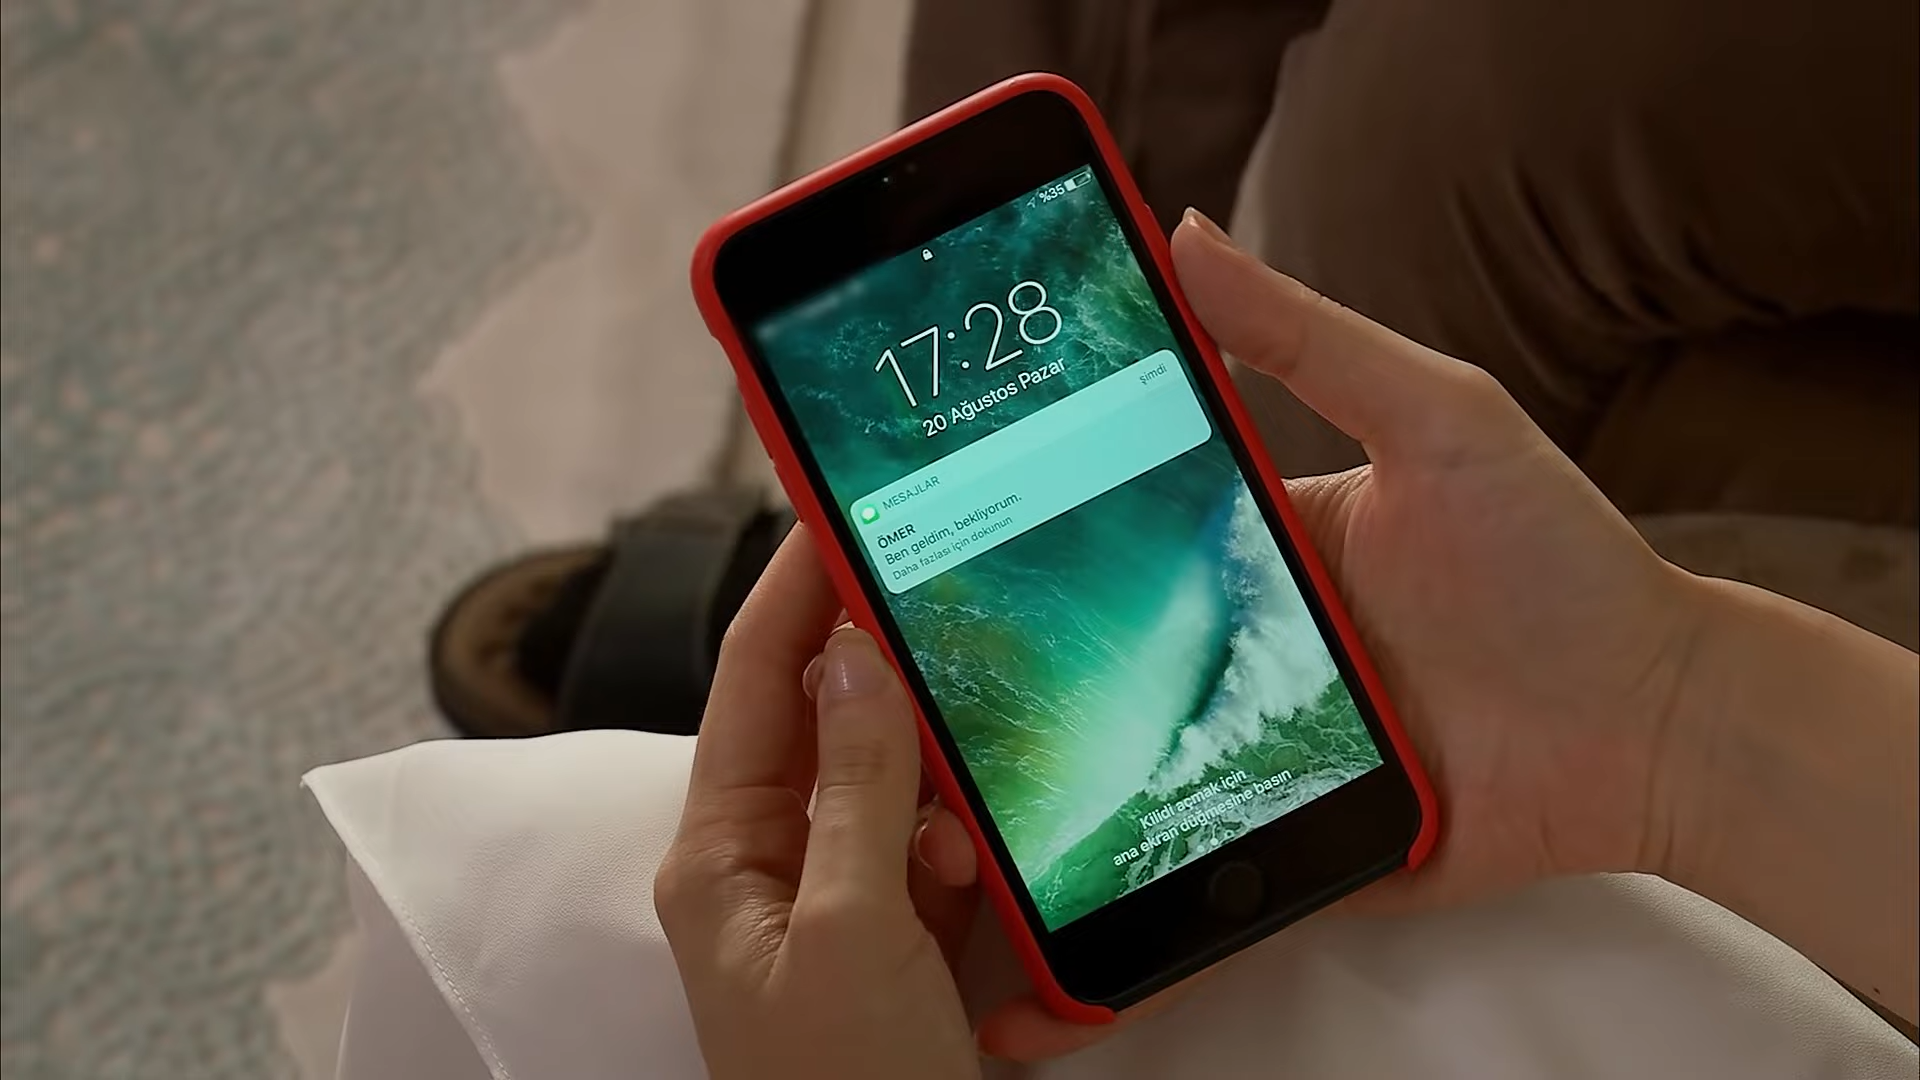 %35
17:28
20 Ağustos Pazar
MESAJLAR
şimdi
ÖMER
Ben geldim, bekliyorum.
Daha fazlası için dokunun
Kilidi açmak için
ana ekran düğmesine basın